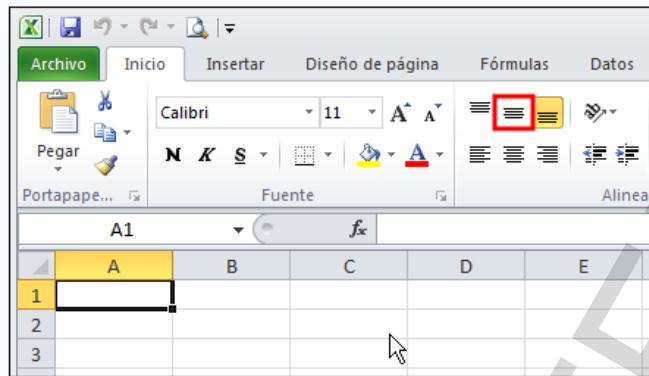 Archivo Inicio Insertar Diseño de página Fórmulas Datos
Calibri 11 A A
Pegar N K S A
Portapape... Fuente Alinea
A1 fx
A B C D E
1
2
3